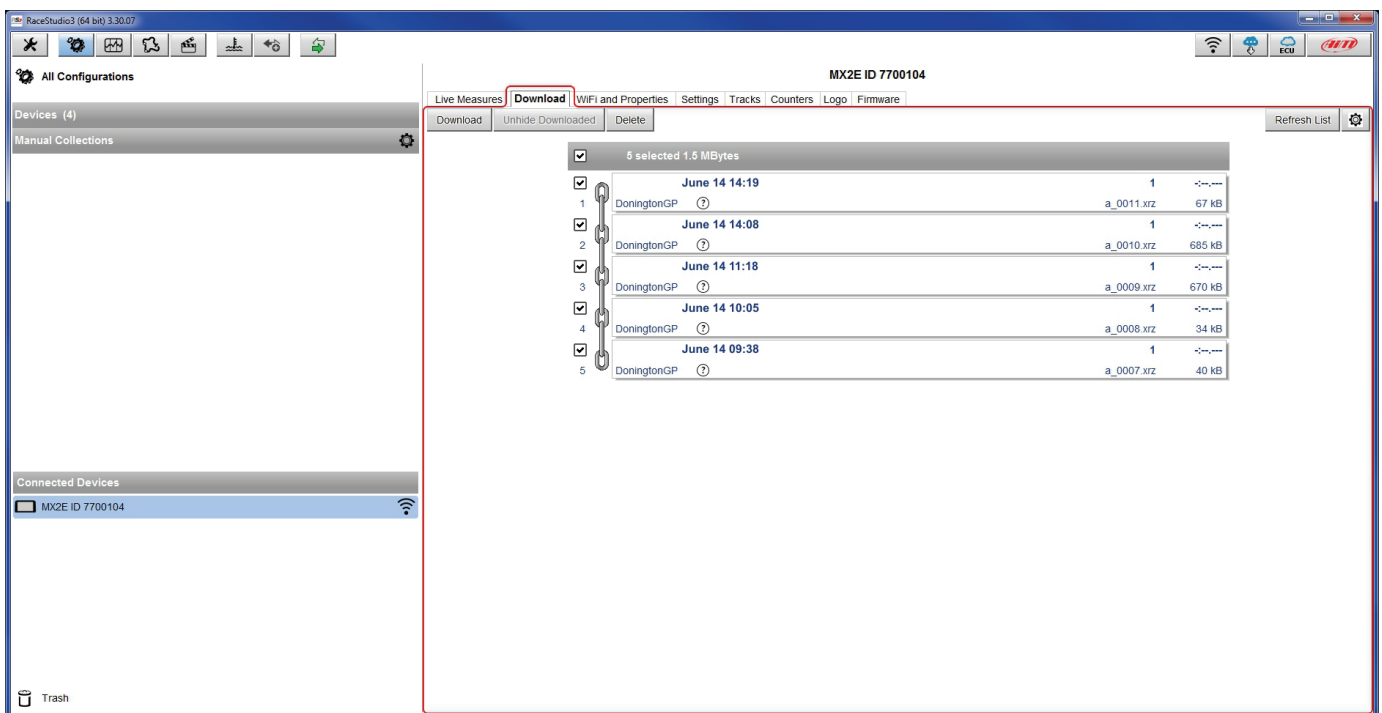 RaceStudio3 (64 bit) 3.30.07
ECU
AiM
All Configurations
MX2E ID 7700104
Live Measures Download WiFi and Properties Settings Tracks Counters Logo Firmware
Devices (4)
Download Unhide Downloaded Delete Refresh List
Manual Collections
5 selected 1.5 MBytes
June 14 14:19 1 -:--.---
1 DoningtonGP ? a_0011.xrz 67 kB
June 14 14:08 1 -:--.---
2 DoningtonGP ? a_0010.xrz 685 kB
June 14 11:18 1 -:--.---
3 DoningtonGP ? a_0009.xrz 670 kB
June 14 10:05 1 -:--.---
4 DoningtonGP ? a_0008.xrz 34 kB
June 14 09:38 1 -:--.---
5 DoningtonGP ? a_0007.xrz 40 kB
Connected Devices
MX2E ID 7700104
Trash